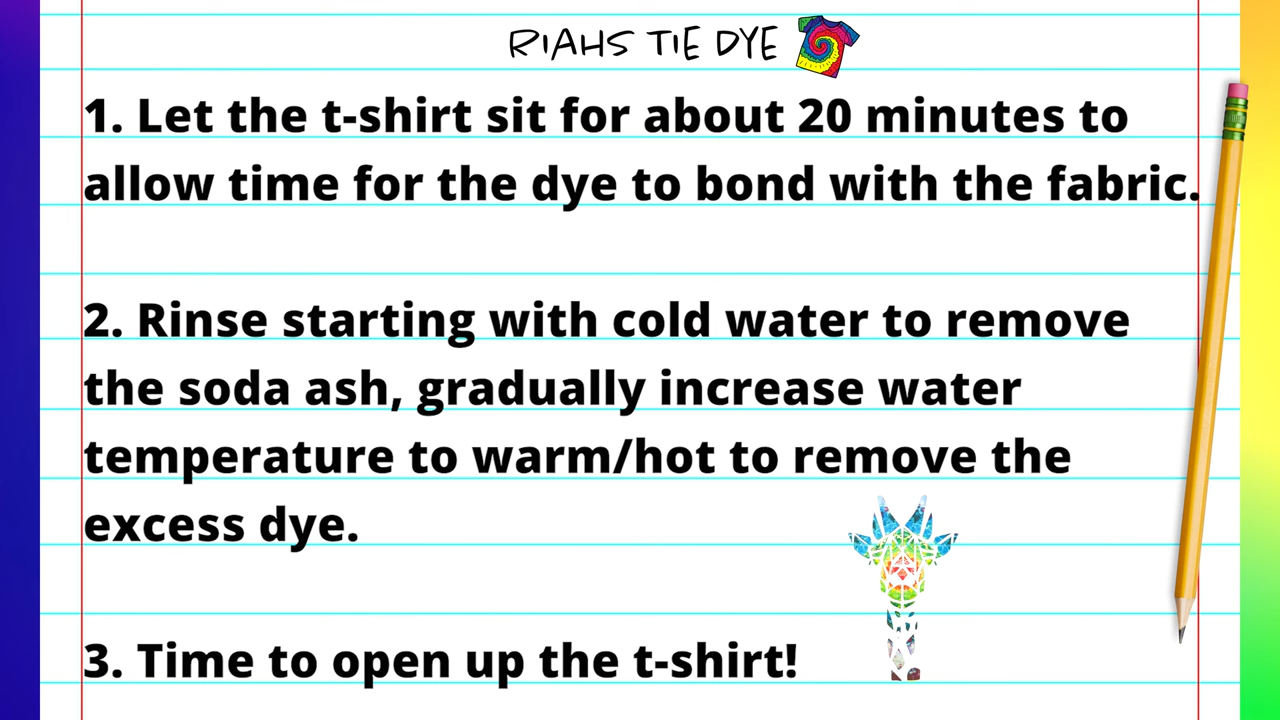 RIAHS TIE DYE
1. Let the t-shirt sit for about 20 minutes to
allow time for the dye to bond with the fabric.
2. Rinse starting with cold water to remove
the soda ash, gradually increase water
temperature to warm/hot to remove the
excess dye.
3. Time to open up the t-shirt!